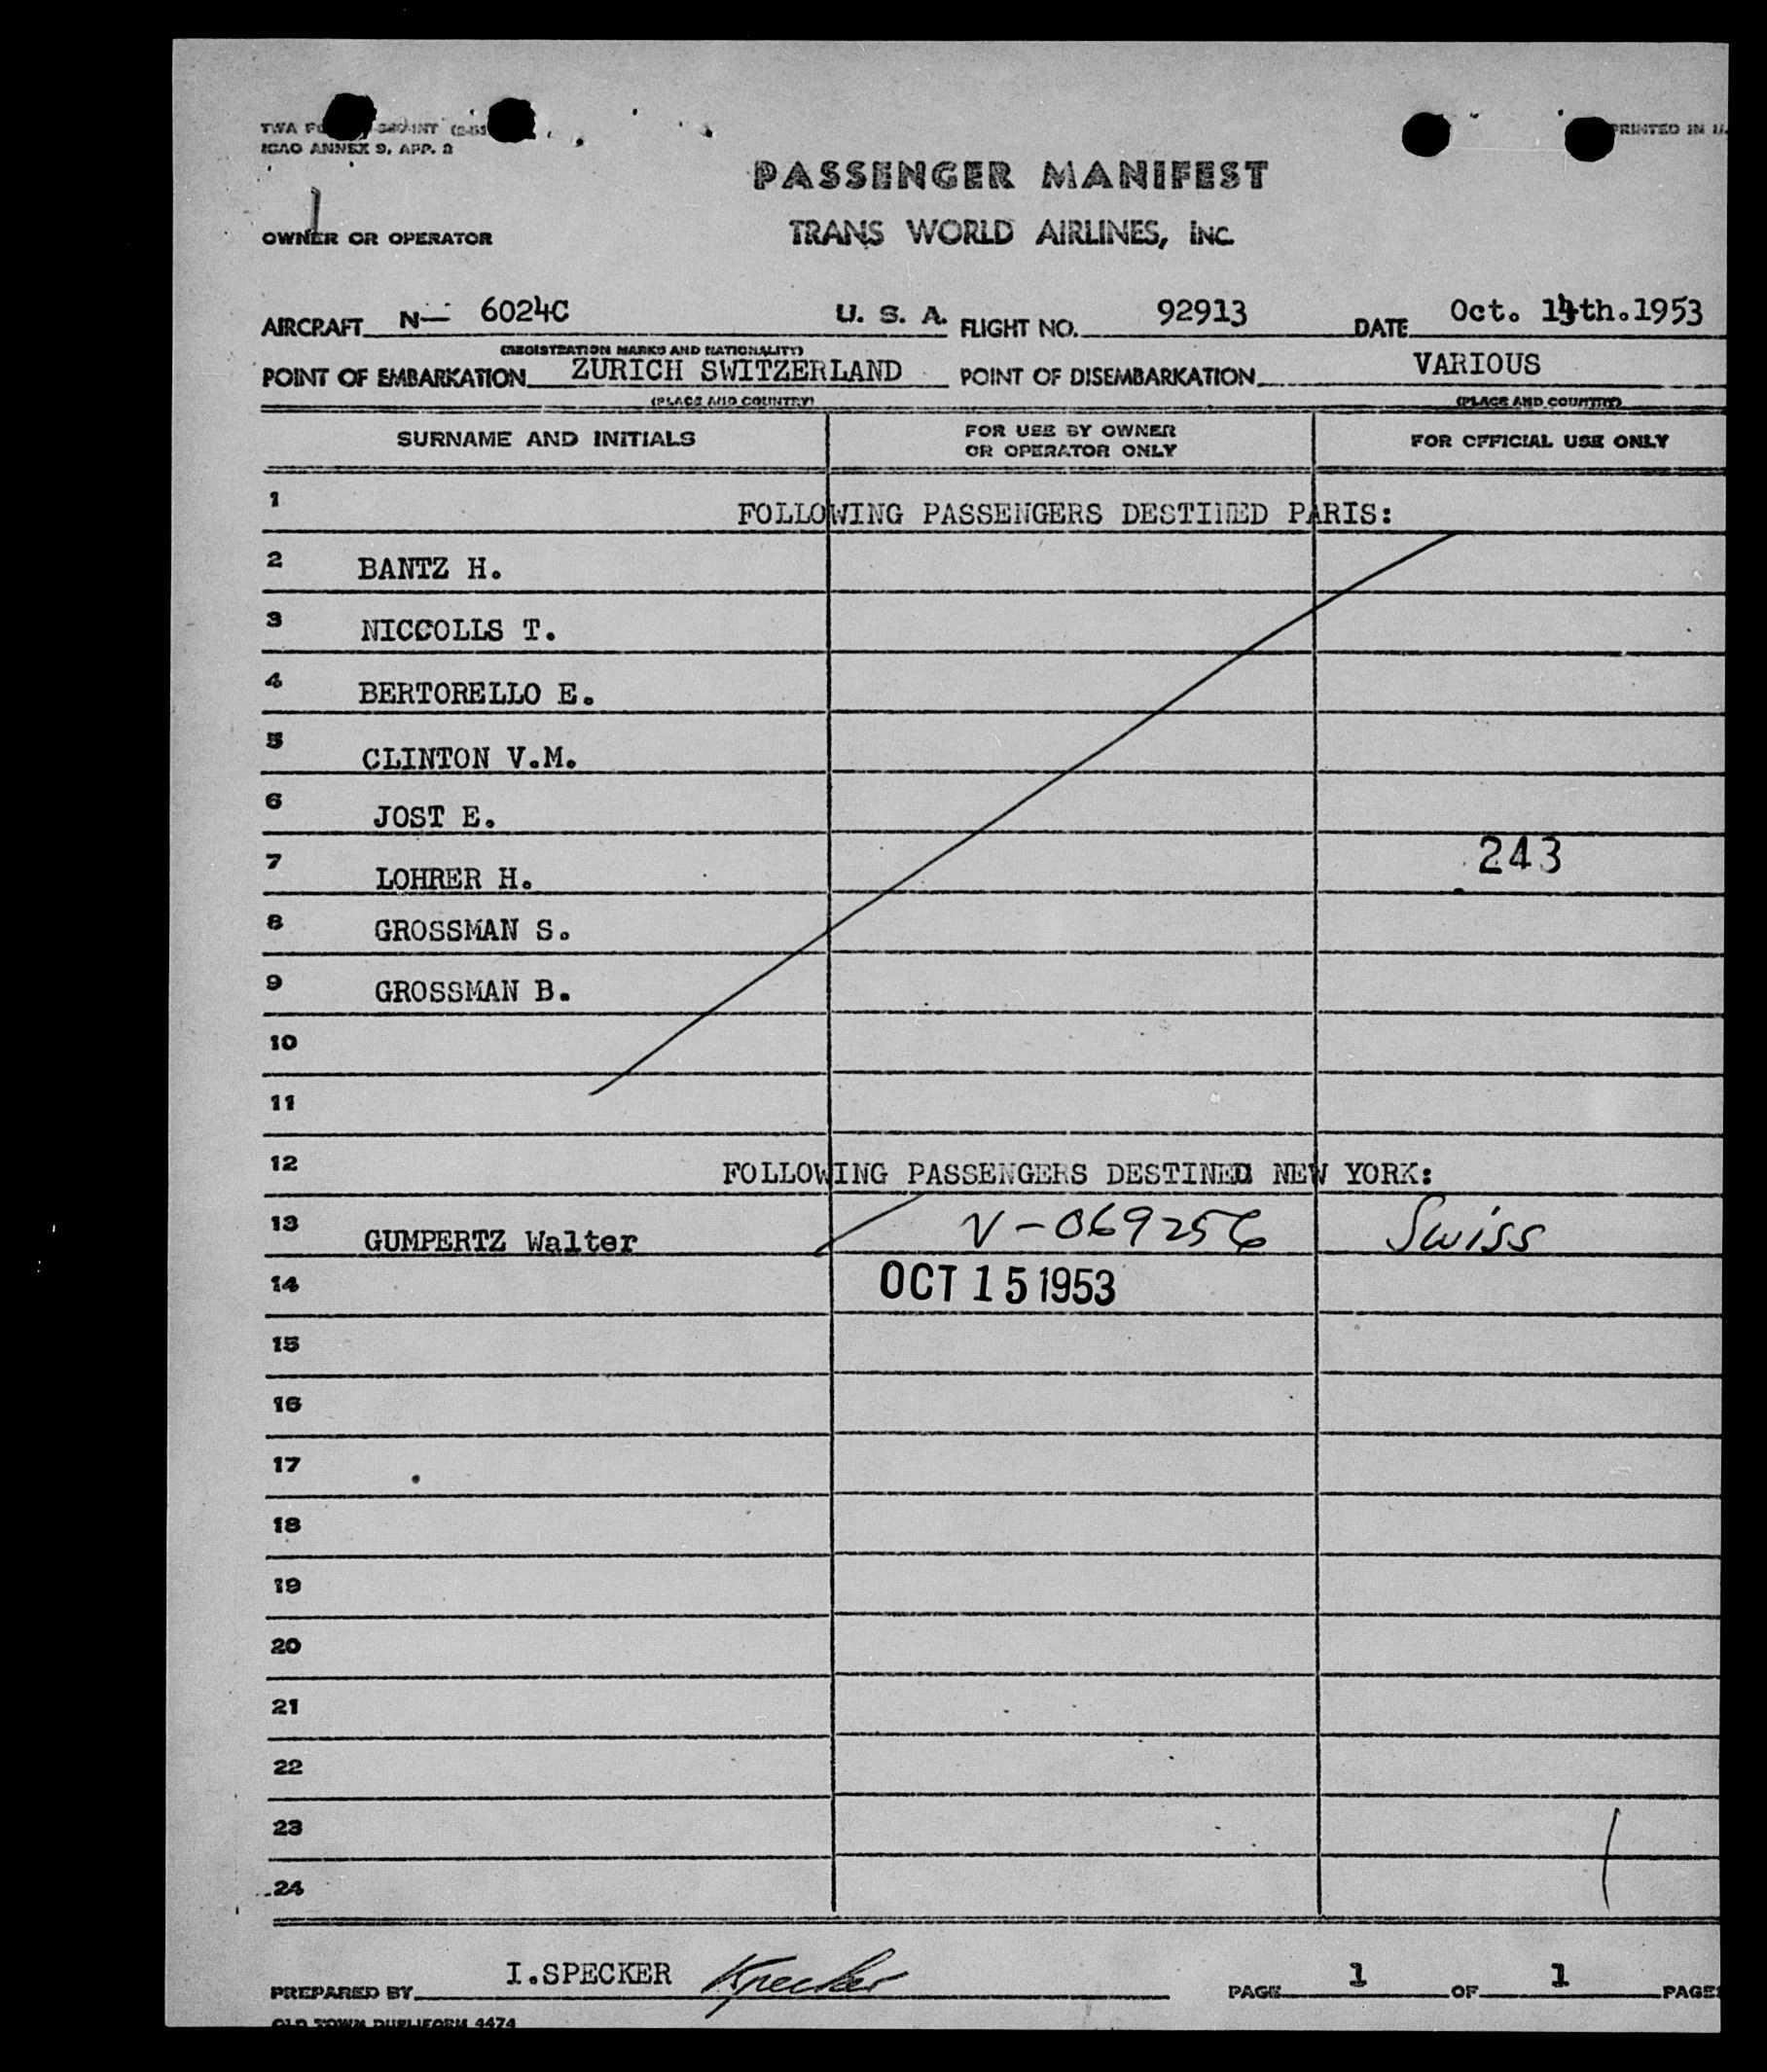 TWA FO
ICAO ANNEX 9, APP. 2
PRINTED IN U.
PASSENGER MANIFEST
OWNER OR OPERATOR
TRANS WORLD AIRLINES, INC.
AIRCRAFT N— 6024C U. S. A. FLIGHT NO. 92913 DATE Oct. 14th.1953
(REGISTRATION MARKS AND NATIONALITY)
POINT OF EMBARKATION ZURICH SWITZERLAND POINT OF DISEMBARKATION VARIOUS
(PLACE AND COUNTRY) (PLACE AND COUNTRY)
SURNAME AND INITIALS FOR USE BY OWNER OR OPERATOR ONLY FOR OFFICIAL USE ONLY
1 FOLLOWING PASSENGERS DESTINED PARIS:
2 BANTZ H.
3 NICCOLLS T.
4 BERTORELLO E.
5 CLINTON V.M.
6 JOST E.
7 LOHRER H. 243
8 GROSSMAN S.
9 GROSSMAN B.
10
11
12 FOLLOWING PASSENGERS DESTINED NEW YORK:
13 GUMPERTZ Walter V-069256 Swiss
14 OCT 15 1953
15
16
17
18
19
20
21
22
23
24
PREPARED BY I.SPECKER Specker PAGE 1 OF 1 PAGES
OLD TOWN DUPLIFORM 4474